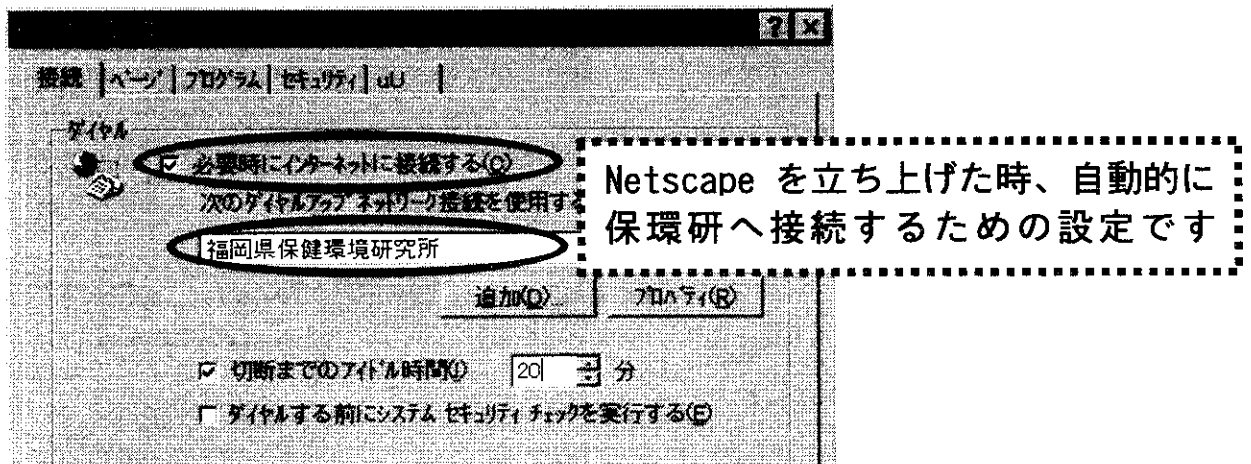 接続 ページ プログラム セキュリティ
ダイヤル
必要時にインターネットに接続する(C)
次のダイヤルアップ ネットワーク接続を使用する
福岡県保健環境研究所
追加(D)... プロパティ(R)
切断までのアイドル時間(I) 20 分
ダイヤルする前にシステム セキュリティ チェックを実行する(E)
Netscape を立ち上げた時、自動的に
保環研へ接続するための設定です